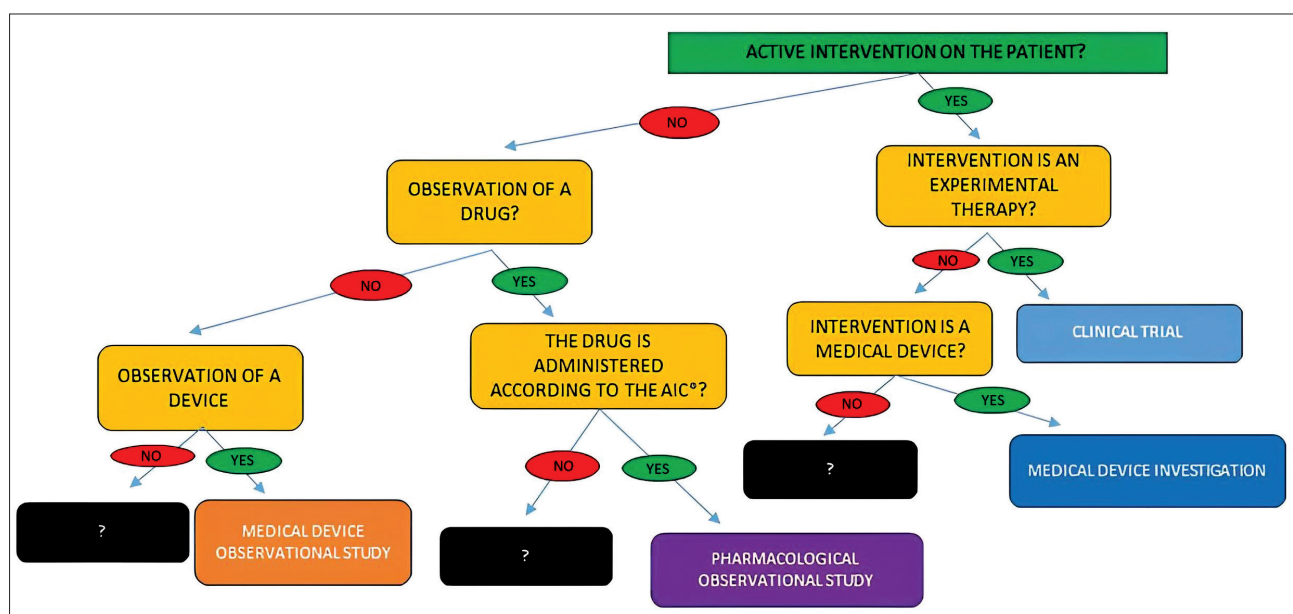 ACTIVE INTERVENTION ON THE PATIENT?
NO
YES
OBSERVATION OF A
DRUG?
INTERVENTION IS AN
EXPERIMENTAL
THERAPY?
NO
YES
NO
YES
OBSERVATION OF A
DEVICE
THE DRUG IS
ADMINISTERED
ACCORDING TO THE AIC°?
INTERVENTION IS A
MEDICAL DEVICE?
CLINICAL TRIAL
NO
YES
NO
YES
NO
YES
?
MEDICAL DEVICE
OBSERVATIONAL STUDY
?
PHARMACOLOGICAL
OBSERVATIONAL STUDY
?
MEDICAL DEVICE INVESTIGATION